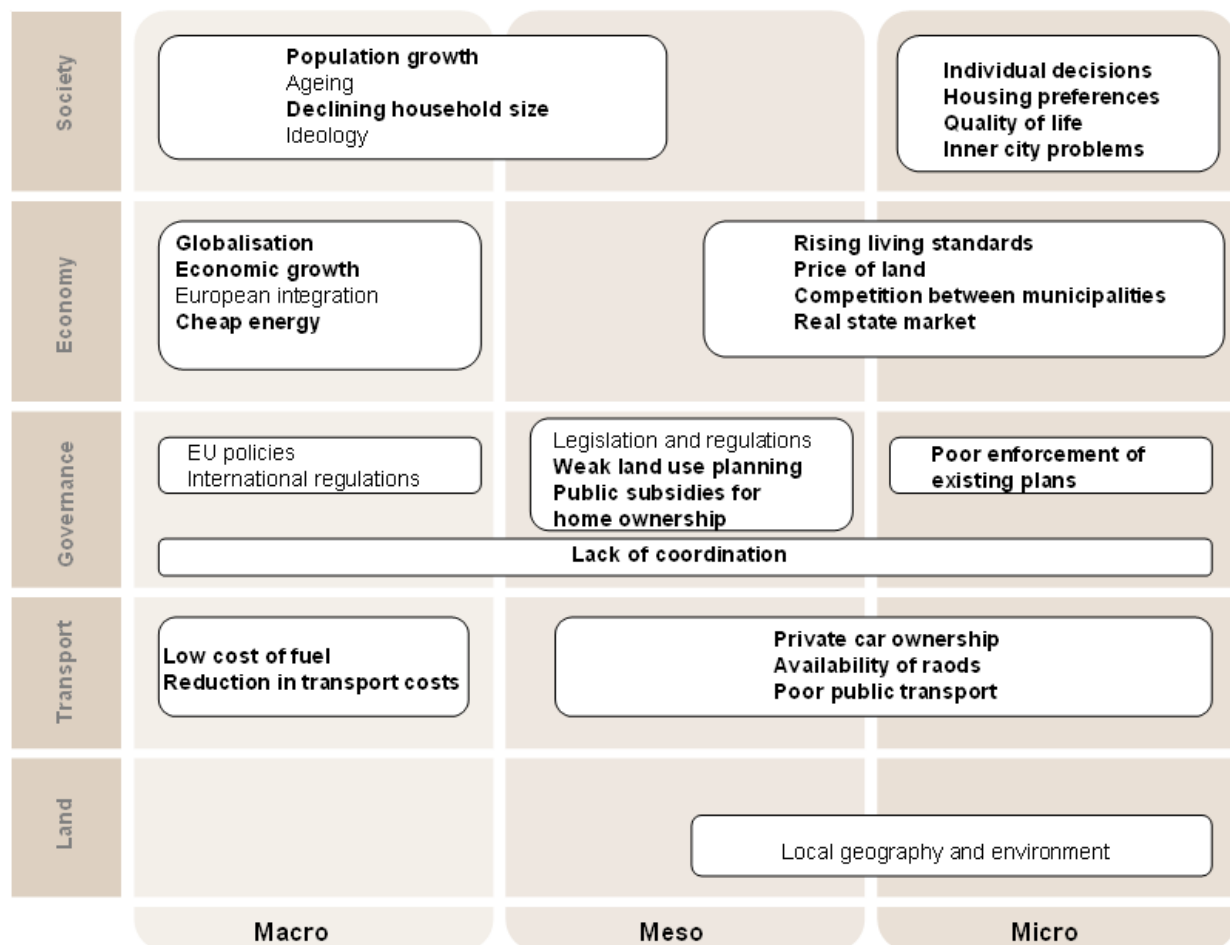 Society
Population growth
Ageing
Declining household size
Ideology
Individual decisions
Housing preferences
Quality of life
Inner city problems
Economy
Globalisation
Economic growth
European integration
Cheap energy
Rising living standards
Price of land
Competition between municipalities
Real state market
Governance
EU policies
International regulations
Legislation and regulations
Weak land use planning
Public subsidies for
home ownership
Poor enforcement of
existing plans
Lack of coordination
Transport
Low cost of fuel
Reduction in transport costs
Private car ownership
Availability of raods
Poor public transport
Land
Local geography and environment
Macro
Meso
Micro